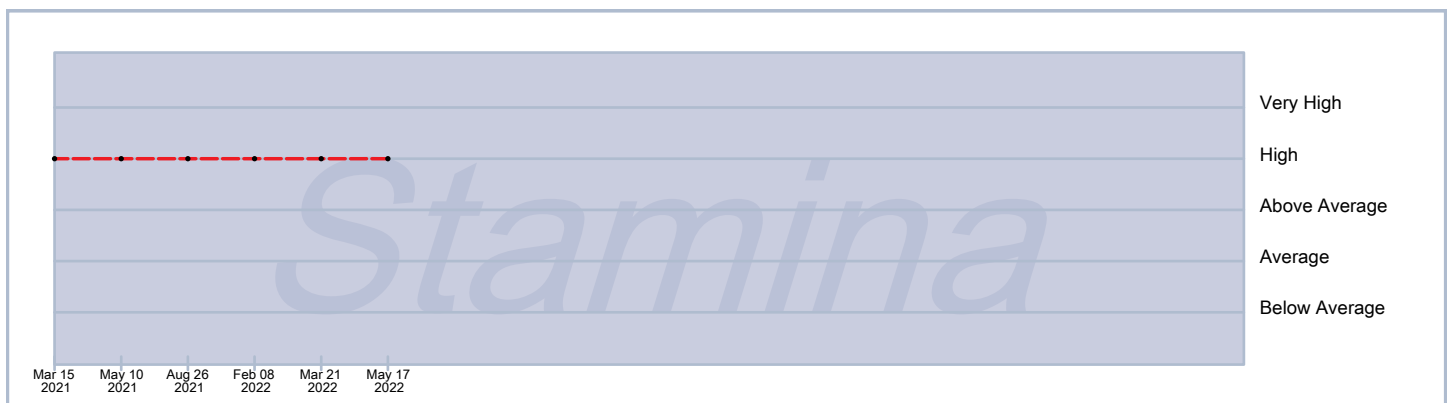 Very High
High
Above Average
Average
Below Average
Stamina
Mar 15 May 10 Aug 26 Feb 08 Mar 21 May 17
2021 2021 2021 2022 2022 2022